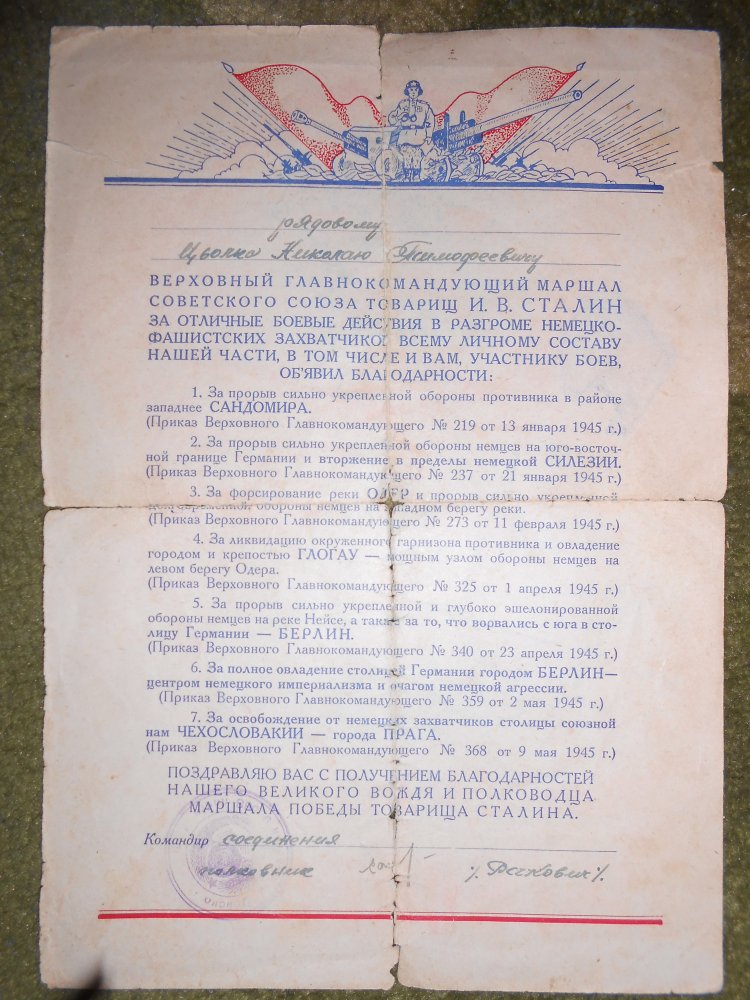 рядовому
Цьолко Николаю Тимофеевичу
ВЕРХОВНЫЙ ГЛАВНОКОМАНДУЮЩИЙ МАРШАЛ
СОВЕТСКОГО СОЮЗА ТОВАРИЩ И. В. СТАЛИН
ЗА ОТЛИЧНЫЕ БОЕВЫЕ ДЕЙСТВИЯ В РАЗГРОМЕ НЕМЕЦКО-
ФАШИСТСКИХ ЗАХВАТЧИКОВ ВСЕМУ ЛИЧНОМУ СОСТАВУ
НАШЕЙ ЧАСТИ, В ТОМ ЧИСЛЕ И ВАМ, УЧАСТНИКУ БОЕВ,
ОБ'ЯВИЛ БЛАГОДАРНОСТИ:
1. За прорыв сильно укрепленной обороны противника в районе
западнее САНДОМИРА.
(Приказ Верховного Главнокомандующего № 219 от 13 января 1945 г.)
2. За прорыв сильно укрепленной обороны немцев на юго-восточ-
ной границе Германии и вторжение в пределы немецкой СИЛЕЗИИ.
(Приказ Верховного Главнокомандующего № 237 от 21 января 1945 г.)
3. За форсирование реки ОДЕР и прорыв сильно укрепленной
долговременной обороны немцев на западном берегу реки.
(Приказ Верховного Главнокомандующего № 273 от 11 февраля 1945 г.)
4. За ликвидацию окруженного гарнизона противника и овладение
городом и крепостью ГЛОГАУ — мощным узлом обороны немцев на
левом берегу Одера.
(Приказ Верховного Главнокомандующего № 325 от 1 апреля 1945 г.)
5. За прорыв сильно укрепленной и глубоко эшелонированной
обороны немцев на реке Нейсе, а также за то, что ворвались с юга в сто-
лицу Германии — БЕРЛИН.
(Приказ Верховного Главнокомандующего № 340 от 23 апреля 1945 г.)
6. За полное овладение столицей Германии городом БЕРЛИН—
центром немецкого империализма и очагом немецкой агрессии.
(Приказ Верховного Главнокомандующего № 359 от 2 мая 1945 г.)
7. За освобождение от немецких захватчиков столицы союзной
нам ЧЕХОСЛОВАКИИ — города ПРАГА.
(Приказ Верховного Главнокомандующего № 368 от 9 мая 1945 г.)
ПОЗДРАВЛЯЮ ВАС С ПОЛУЧЕНИЕМ БЛАГОДАРНОСТЕЙ
НАШЕГО ВЕЛИКОГО ВОЖДЯ И ПОЛКОВОДЦА
МАРШАЛА ПОБЕДЫ ТОВАРИЩА СТАЛИНА.
Командир соединения
полковник /. Рахович /.